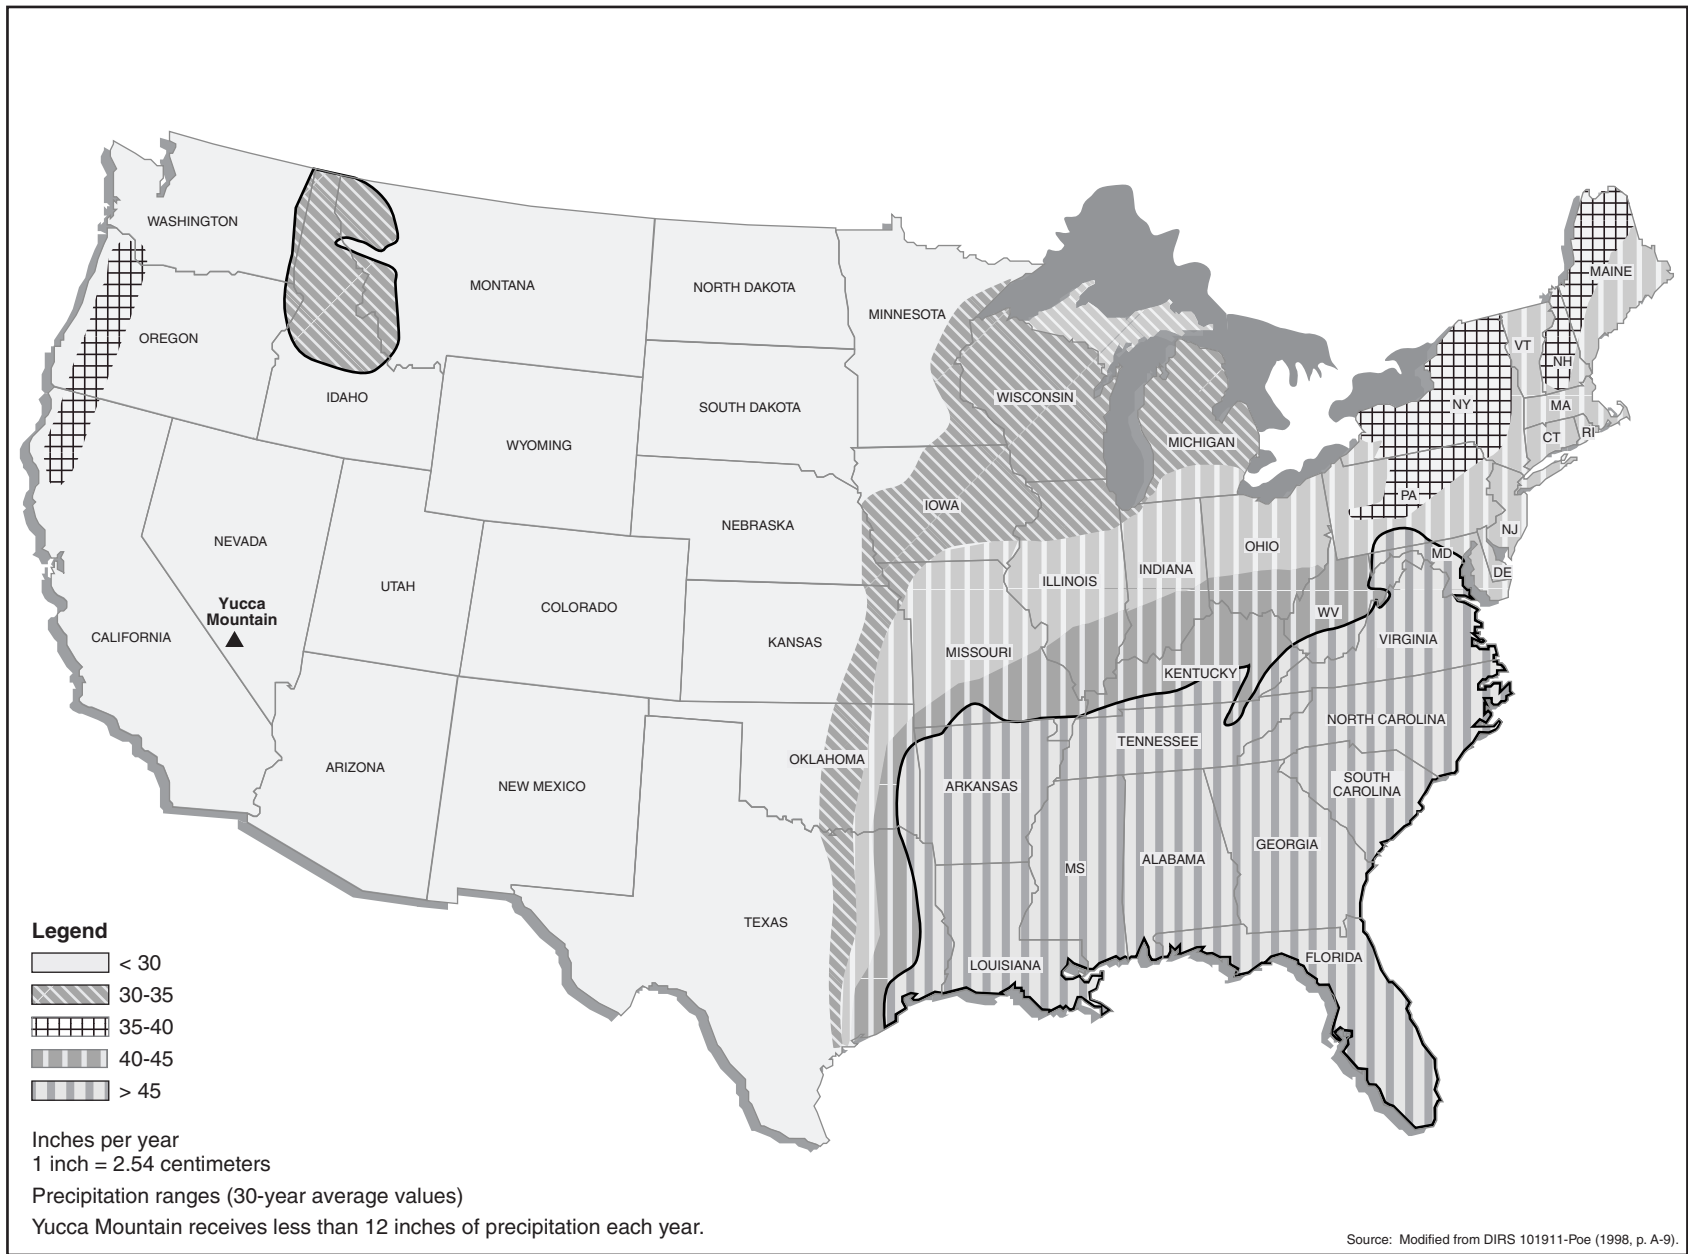 WASHINGTON
MONTANA
NORTH DAKOTA
MINNESOTA
MAINE
OREGON
VT
NH
IDAHO
SOUTH DAKOTA
WISCONSIN
NY
MA
WYOMING
MICHIGAN
CT
RI
IOWA
PA
NEBRASKA
NEVADA
NJ
OHIO
MD
UTAH
COLORADO
ILLINOIS
INDIANA
DE
Yucca
Mountain
WV
CALIFORNIA
KANSAS
MISSOURI
VIRGINIA
KENTUCKY
NORTH CAROLINA
TENNESSEE
OKLAHOMA
ARIZONA
NEW MEXICO
ARKANSAS
SOUTH
CAROLINA
GEORGIA
MS
ALABAMA
TEXAS
LOUISIANA
FLORIDA
Legend
< 30
30-35
35-40
40-45
> 45
Inches per year
1 inch = 2.54 centimeters
Precipitation ranges (30-year average values)
Yucca Mountain receives less than 12 inches of precipitation each year.
Source: Modified from DIRS 101911-Poe (1998, p. A-9).